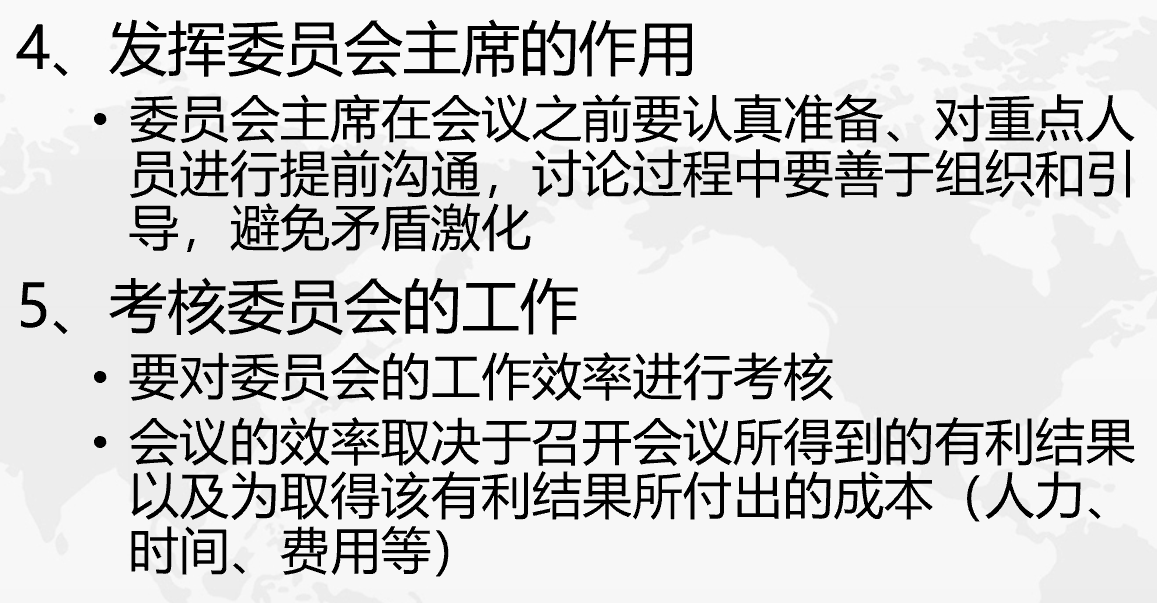 4、发挥委员会主席的作用
• 委员会主席在会议之前要认真准备、对重点人
员进行提前沟通，讨论过程中要善于组织和引
导，避免矛盾激化
5、考核委员会的工作
• 要对委员会的工作效率进行考核
• 会议的效率取决于召开会议所得到的有利结果
以及为取得该有利结果所付出的成本（人力、
时间、费用等）